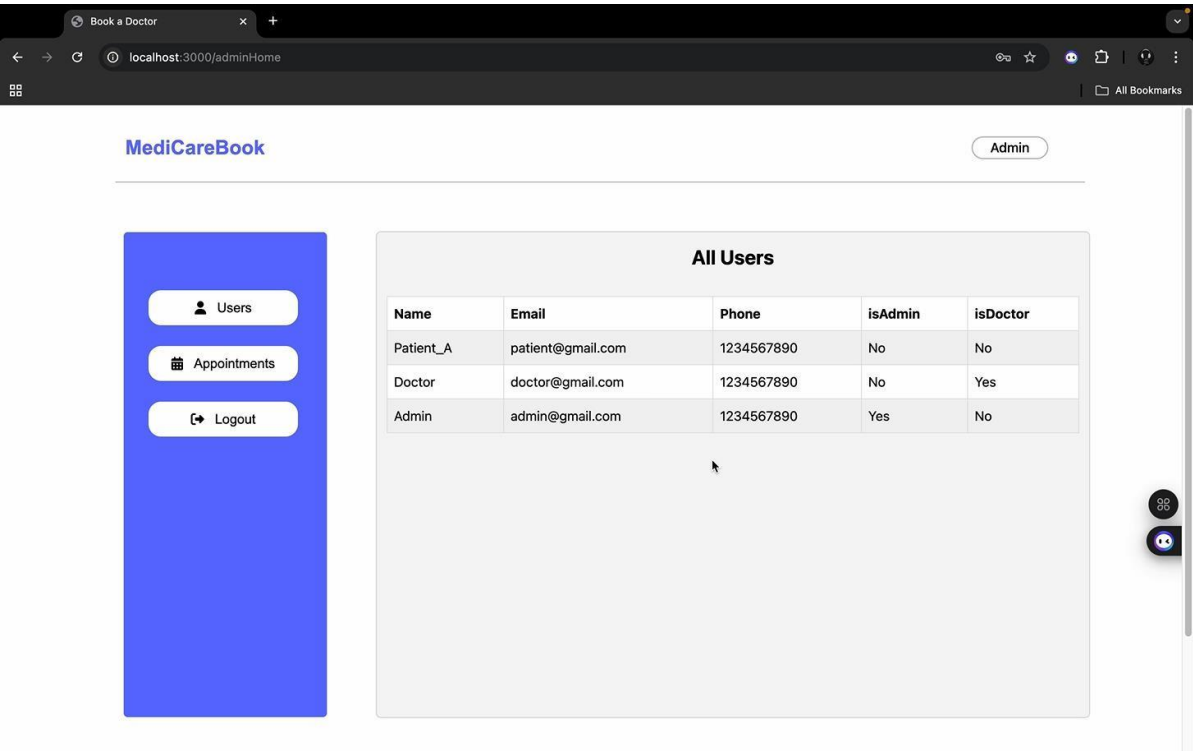 Book a Doctor
localhost:3000/adminHome
All Bookmarks
MediCareBook
Admin
Users
Appointments
Logout
All Users
Name Email Phone isAdmin isDoctor
Patient_A patient@gmail.com 1234567890 No No
Doctor doctor@gmail.com 1234567890 No Yes
Admin admin@gmail.com 1234567890 Yes No